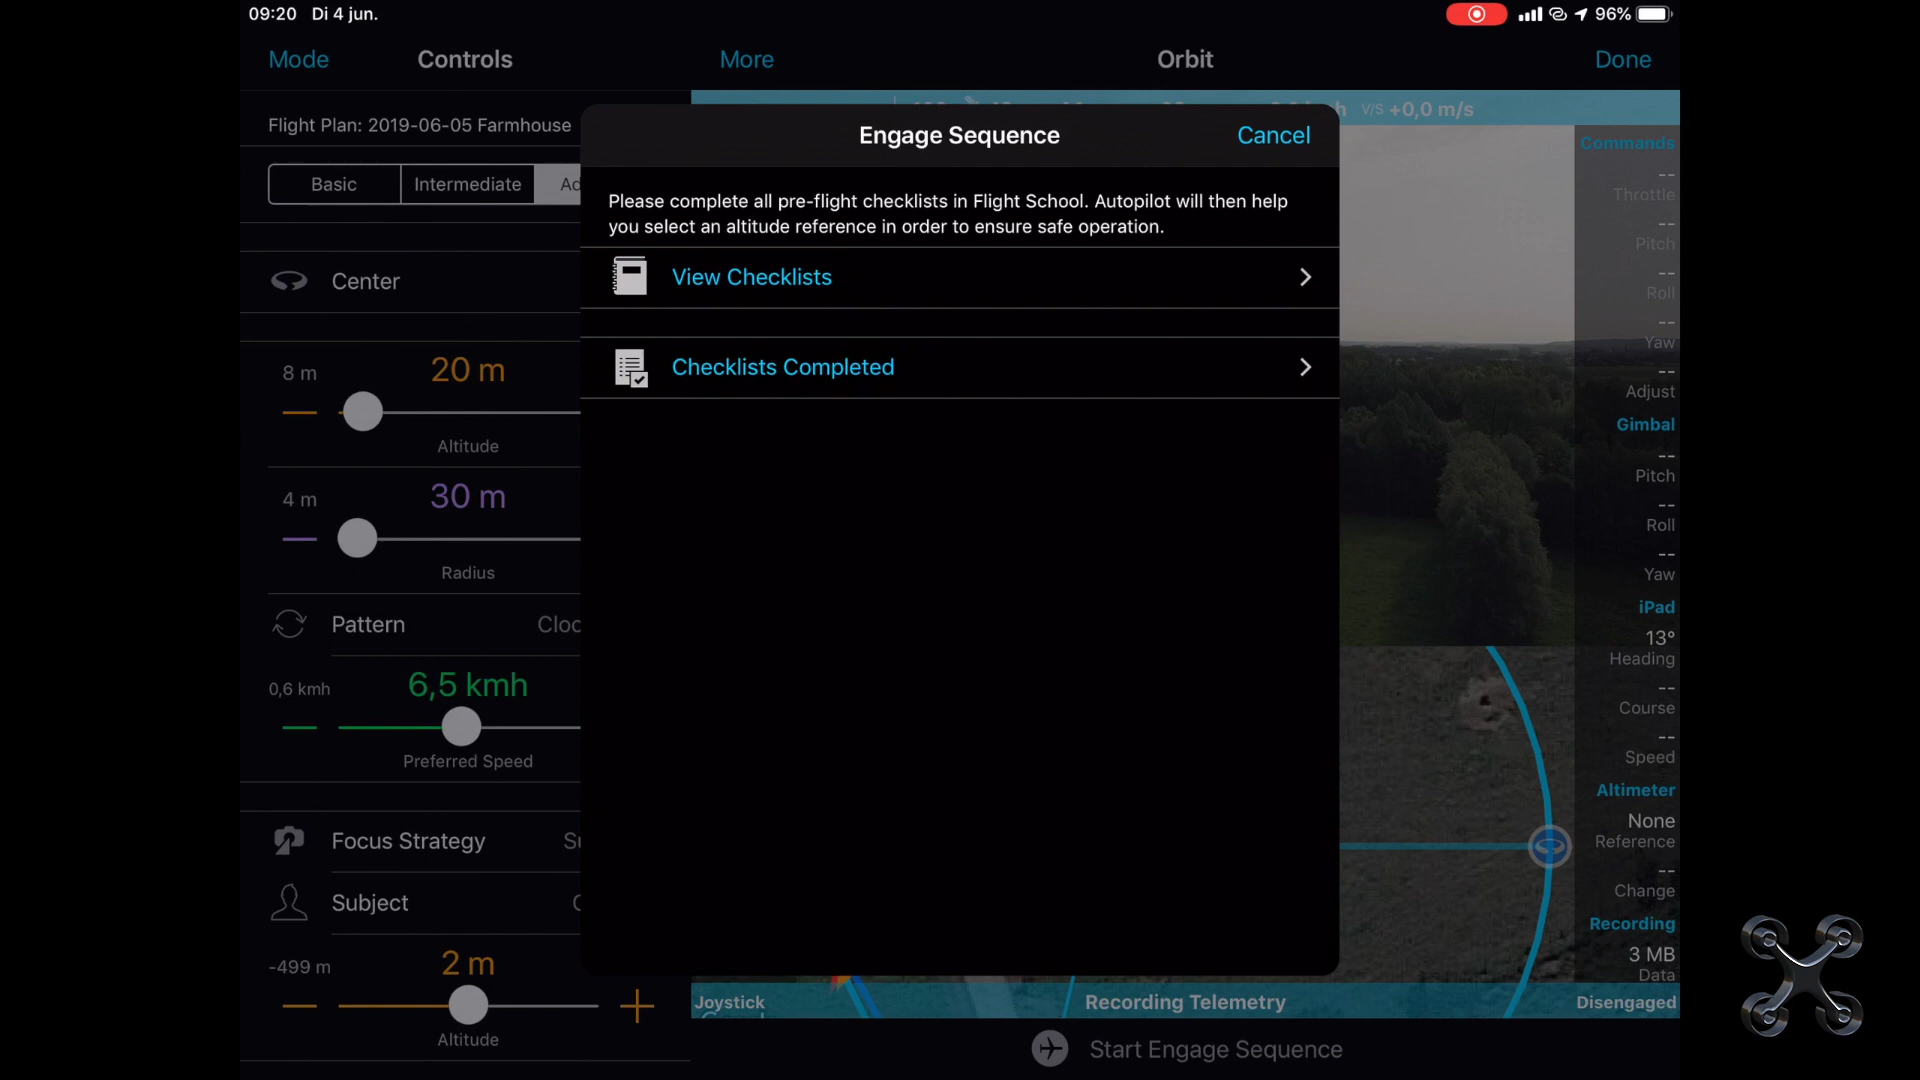 09:20 Di 4 jun.
96%
Mode
Controls
More
Orbit
Done
Flight Plan: 2019-06-05 Farmhouse
Basic
Intermediate
Center
8 m
20 m
Altitude
4 m
30 m
Radius
Pattern
0,6 kmh
6,5 kmh
Preferred Speed
Focus Strategy
Subject
-499 m
2 m
Altitude
Engage Sequence
Cancel
Please complete all pre-flight checklists in Flight School. Autopilot will then help
you select an altitude reference in order to ensure safe operation.
View Checklists
Checklists Completed
V/S +0,0 m/s
Commands
--
Throttle
--
Pitch
--
Roll
--
Yaw
--
Adjust
Gimbal
--
Pitch
--
Roll
--
Yaw
iPad
13°
Heading
--
Course
--
Speed
Altimeter
None
Reference
--
Change
Recording
3 MB
Data
Joystick
Recording Telemetry
Disengaged
Start Engage Sequence